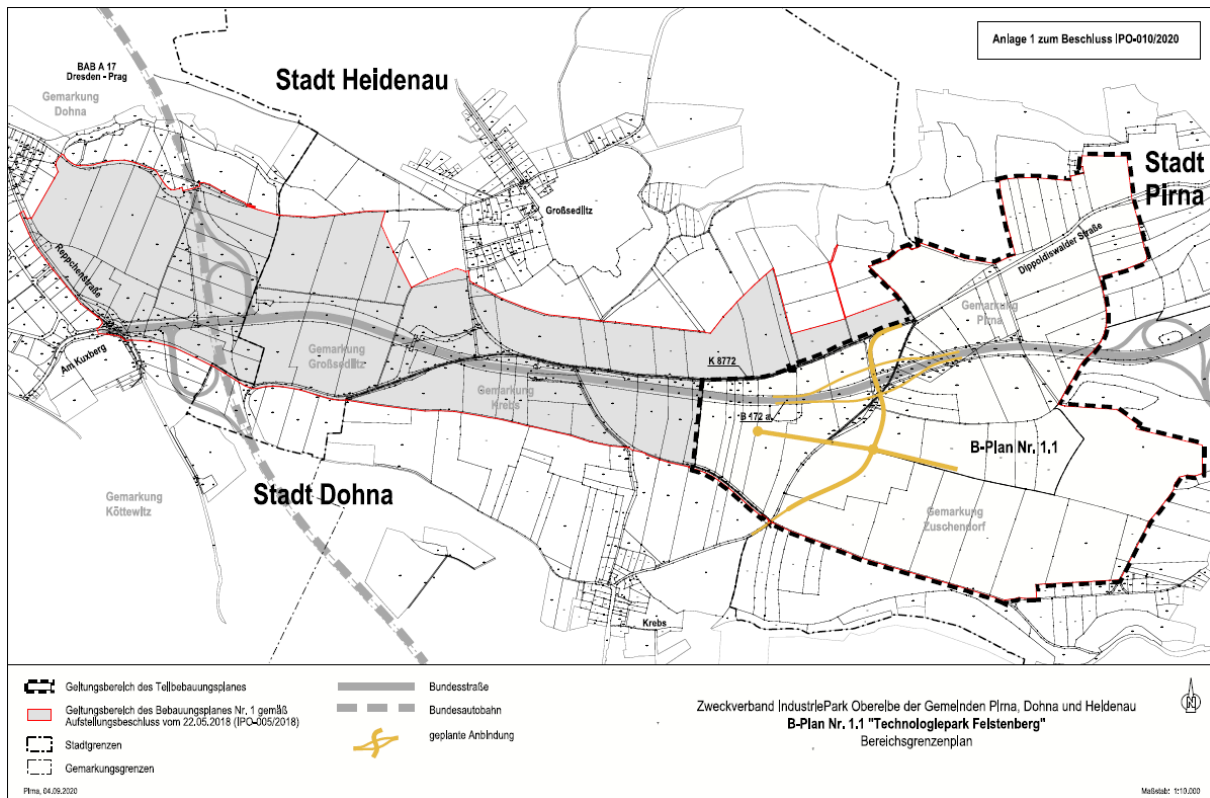 Anlage 1 zum Beschluss IPO-010/2020
BAB A 17
Dresden - Prag
Stadt Heidenau
Gemarkung
Dohna
Stadt
Pirna
Großsedlitz
Dippoldiswalder Straße
Reppchenstraße
Gemarkung
Pirna
Am Kuxberg
Gemarkung
Großsedlitz
K 8772
Gemarkung
Krebs
B 172 a
B-Plan Nr. 1.1
Stadt Dohna
Gemarkung
Köttewitz
Gemarkung
Zuschendorf
Krebs
Geltungsbereich des Teilbebauungsplanes
Geltungsbereich des Bebauungsplanes Nr. 1 gemäß
Aufstellungsbeschluss vom 22.05.2018 (IPO-005/2018)
Stadtgrenzen
Gemarkungsgrenzen
Bundesstraße
Bundesautobahn
geplante Anbindung
Zweckverband IndustriePark Oberelbe der Gemeinden Pirna, Dohna und Heidenau
B-Plan Nr. 1.1 "Technologiepark Feistenberg"
Bereichsgrenzenplan
Pirna, 04.09.2020
Maßstab: 1:10.000